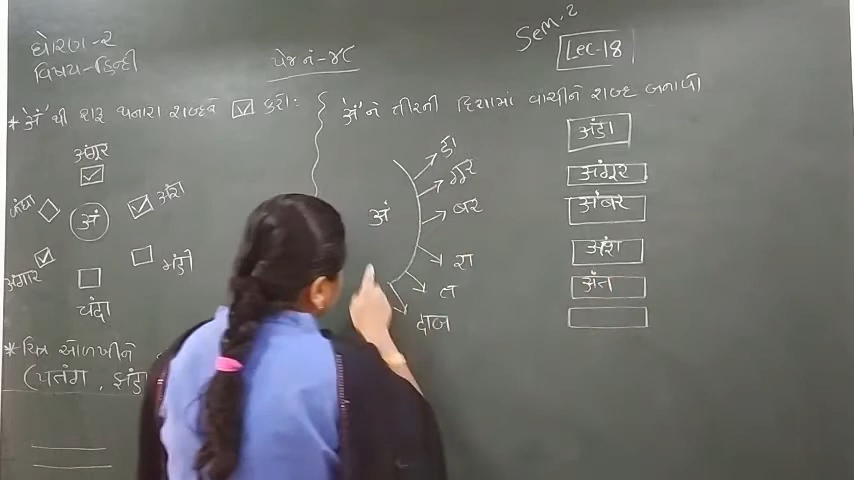 ધોરણ-૨
વિષય-હિન્દી
પેજ નં-૪૮
Sem. 2
Lec-18
* 'अं' થી શરૂ થનારા શબ્દને ☑ કરો:
अंगूर
कंघा
अंश
अं
अंगार
मंडी
चंदा
* ચિત્ર ઓળખીને
(पतंग, झंडा
'अं' ને તીરની દિશામાં વાંચીને શબ્દ બનાવો
अं
डा
गूर
बर
श
त
दाज
अंडा
अंगूर
अंबर
अंश
अंत